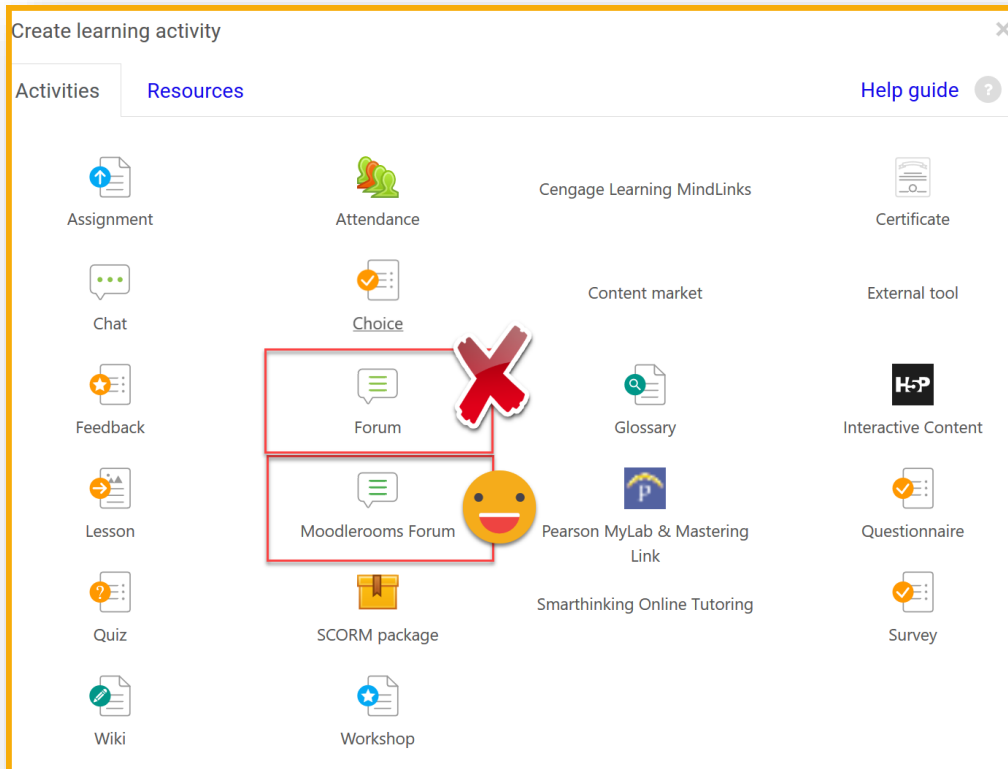 Create learning activity
Activities
Resources
Help guide
?
Assignment
Attendance
Cengage Learning MindLinks
Certificate
Chat
Choice
Content market
External tool
Feedback
Forum
Glossary
H5P
Interactive Content
Lesson
Moodlerooms Forum
P
Pearson MyLab & Mastering
Link
Questionnaire
?
Quiz
SCORM package
Smarthinking Online Tutoring
Survey
Wiki
Workshop